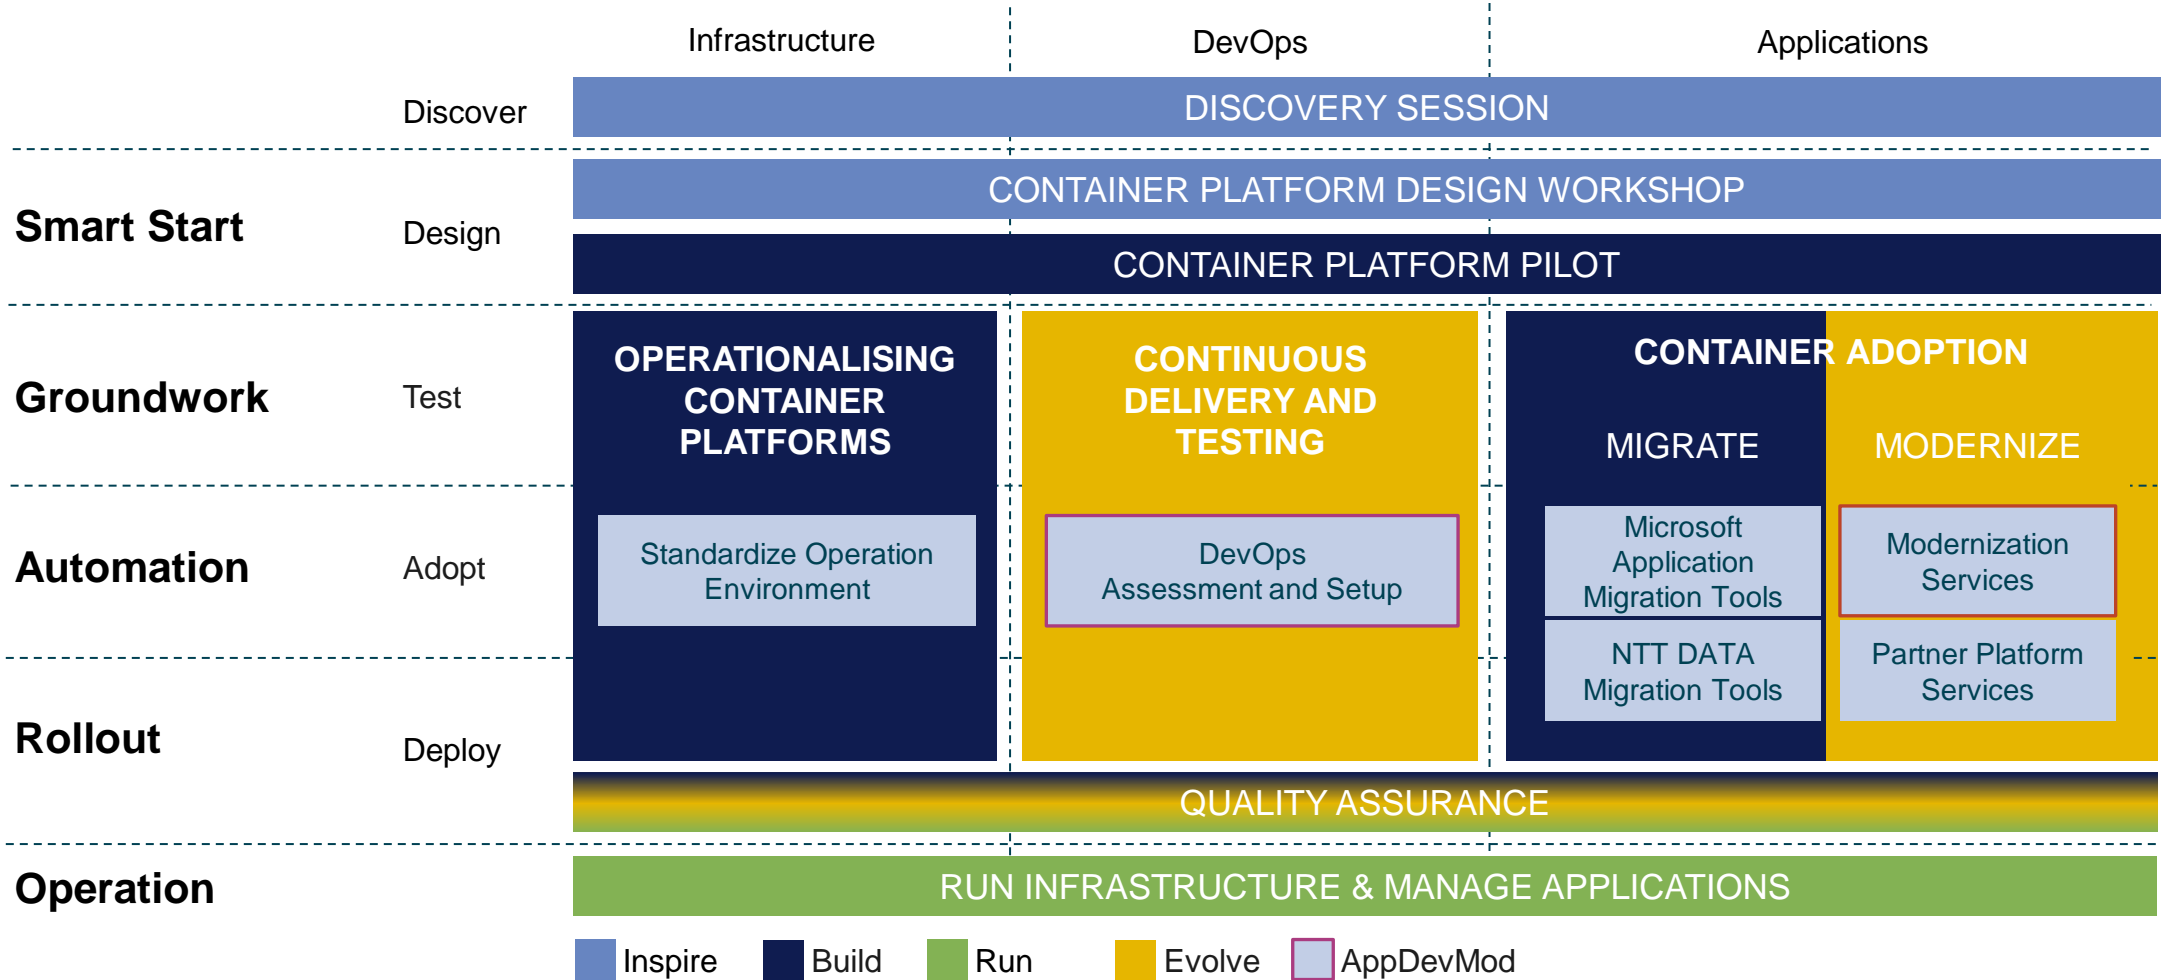 Infrastructure
DevOps
Applications
Discover
DISCOVERY SESSION
Smart Start
Design
CONTAINER PLATFORM DESIGN WORKSHOP
CONTAINER PLATFORM PILOT
Groundwork
Test
OPERATIONALISING
CONTAINER
PLATFORMS
CONTINUOUS
DELIVERY AND
TESTING
CONTAINER ADOPTION
MIGRATE
MODERNIZE
Automation
Adopt
Standardize Operation
Environment
DevOps
Assessment and Setup
Microsoft
Application
Migration Tools
Modernization
Services
NTT DATA
Migration Tools
Partner Platform
Services
Rollout
Deploy
QUALITY ASSURANCE
Operation
RUN INFRASTRUCTURE & MANAGE APPLICATIONS
Inspire
Build
Run
Evolve
AppDevMod